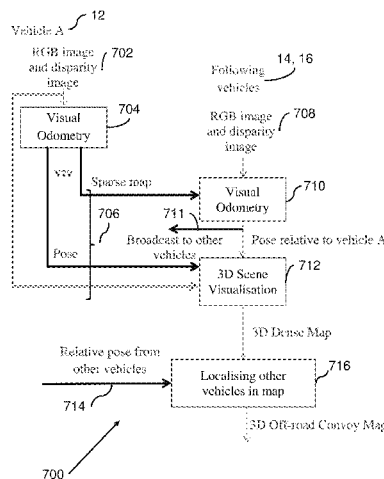 Vehicle A
12
RGB image
and disparity
image
702
14, 16
Following
vehicles
Visual
Odometry
704
RGB image
and disparity
image
708
Sparse map
Visual
Odometry
710
706
711
Broadcast to other
vehicles
Pose relative to vehicle A
Pose
3D Scene
Visualisation
712
3D Dense Map
Relative pose from
other vehicles
714
Localising other
vehicles in map
716
3D Off-road Convoy Map
700